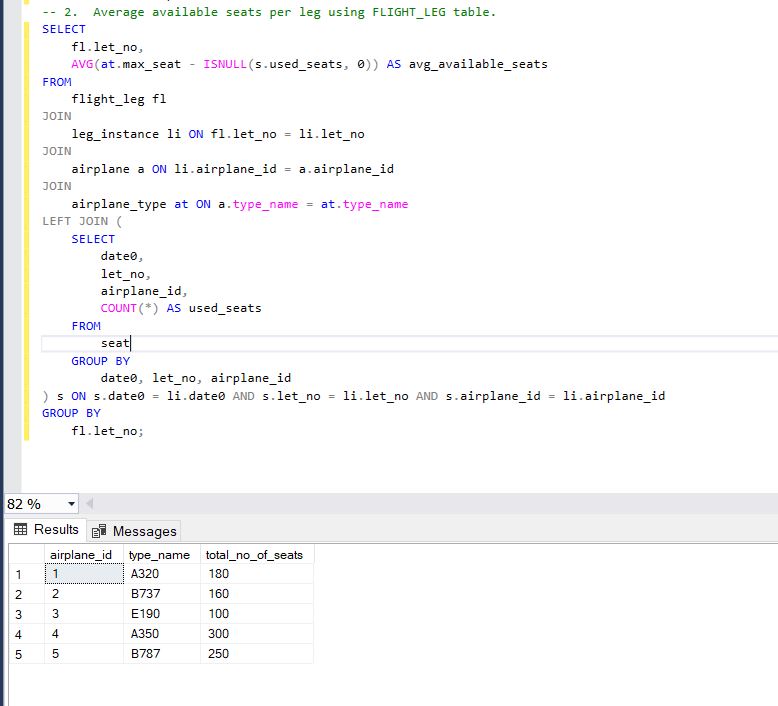 -- 2.  Average available seats per leg using FLIGHT_LEG table.
SELECT
    fl.let_no,
    AVG(at.max_seat - ISNULL(s.used_seats, 0)) AS avg_available_seats
FROM
    flight_leg fl
JOIN
    leg_instance li ON fl.let_no = li.let_no
JOIN
    airplane a ON li.airplane_id = a.airplane_id
JOIN
    airplane_type at ON a.type_name = at.type_name
LEFT JOIN (
    SELECT
        date0,
        let_no,
        airplane_id,
        COUNT(*) AS used_seats
    FROM
        seat
    GROUP BY
        date0, let_no, airplane_id
) s ON s.date0 = li.date0 AND s.let_no = li.let_no AND s.airplane_id = li.airplane_id
GROUP BY
    fl.let_no;
82 %
Results Messages
airplane_id type_name total_no_of_seats
1 1 A320 180
2 2 B737 160
3 3 E190 100
4 4 A350 300
5 5 B787 250